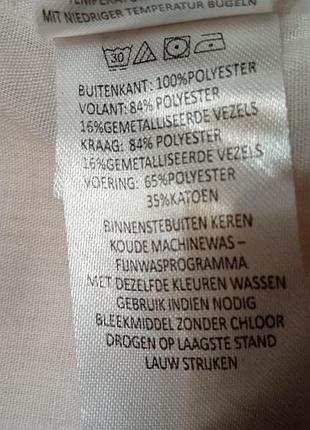 MIT NIEDRIGER TEMPERATUR BÜGELN
30
BUITENKANT: 100%POLYESTER
VOLANT: 84% POLYESTER
16%GEMETALLISEERDE VEZELS
KRAAG: 84% POLYESTER
16%GEMETALLISEERDE VEZELS
VOERING: 65%POLYESTER
35%KATOEN
BINNENSTEBUITEN KEREN
KOUDE MACHINEWAS –
FIJNWASPROGRAMMA
MET DEZELFDE KLEUREN WASSEN
GEBRUIK INDIEN NODIG
BLEEKMIDDEL ZONDER CHLOOR
DROGEN OP LAAGSTE STAND
LAUW STRIJKEN